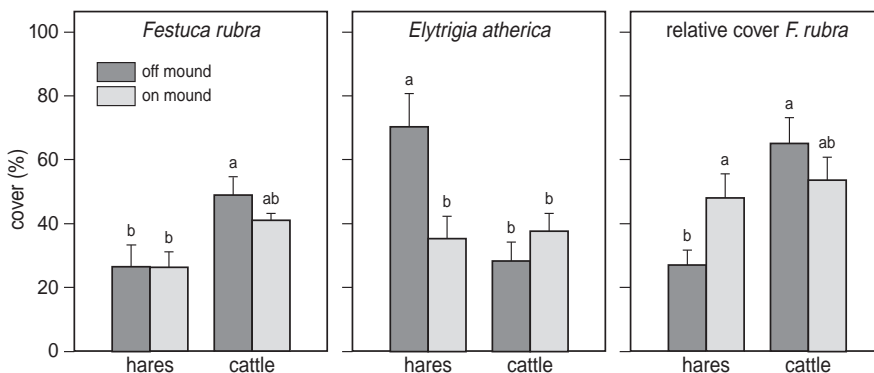 Festuca rubra
Elytrigia atherica
relative cover F. rubra
100
80
60
40
20
0
cover (%)
off mound
on mound
b
b
a
ab
a
b
b
b
b
a
a
ab
hares
cattle
hares
cattle
hares
cattle